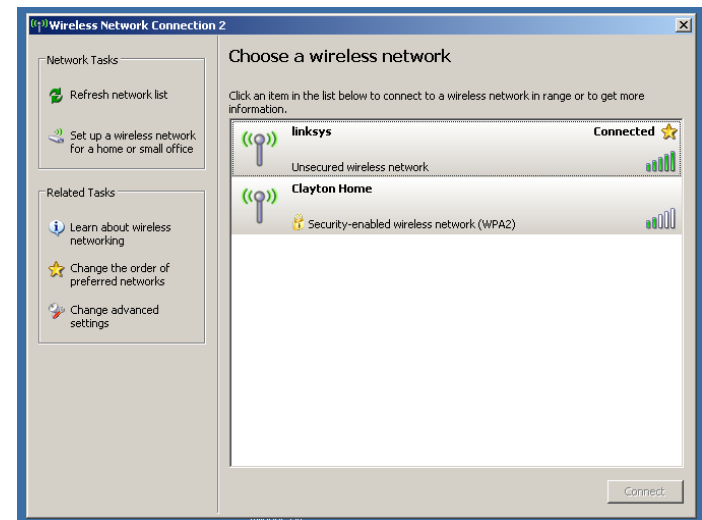 Wireless Network Connection 2
Network Tasks
Refresh network list
Set up a wireless network
for a home or small office
Related Tasks
Learn about wireless
networking
Change the order of
preferred networks
Change advanced
settings
Choose a wireless network
Click an item in the list below to connect to a wireless network in range or to get more
information.
linksys
Connected
Unsecured wireless network
Clayton Home
Security-enabled wireless network (WPA2)
Connect